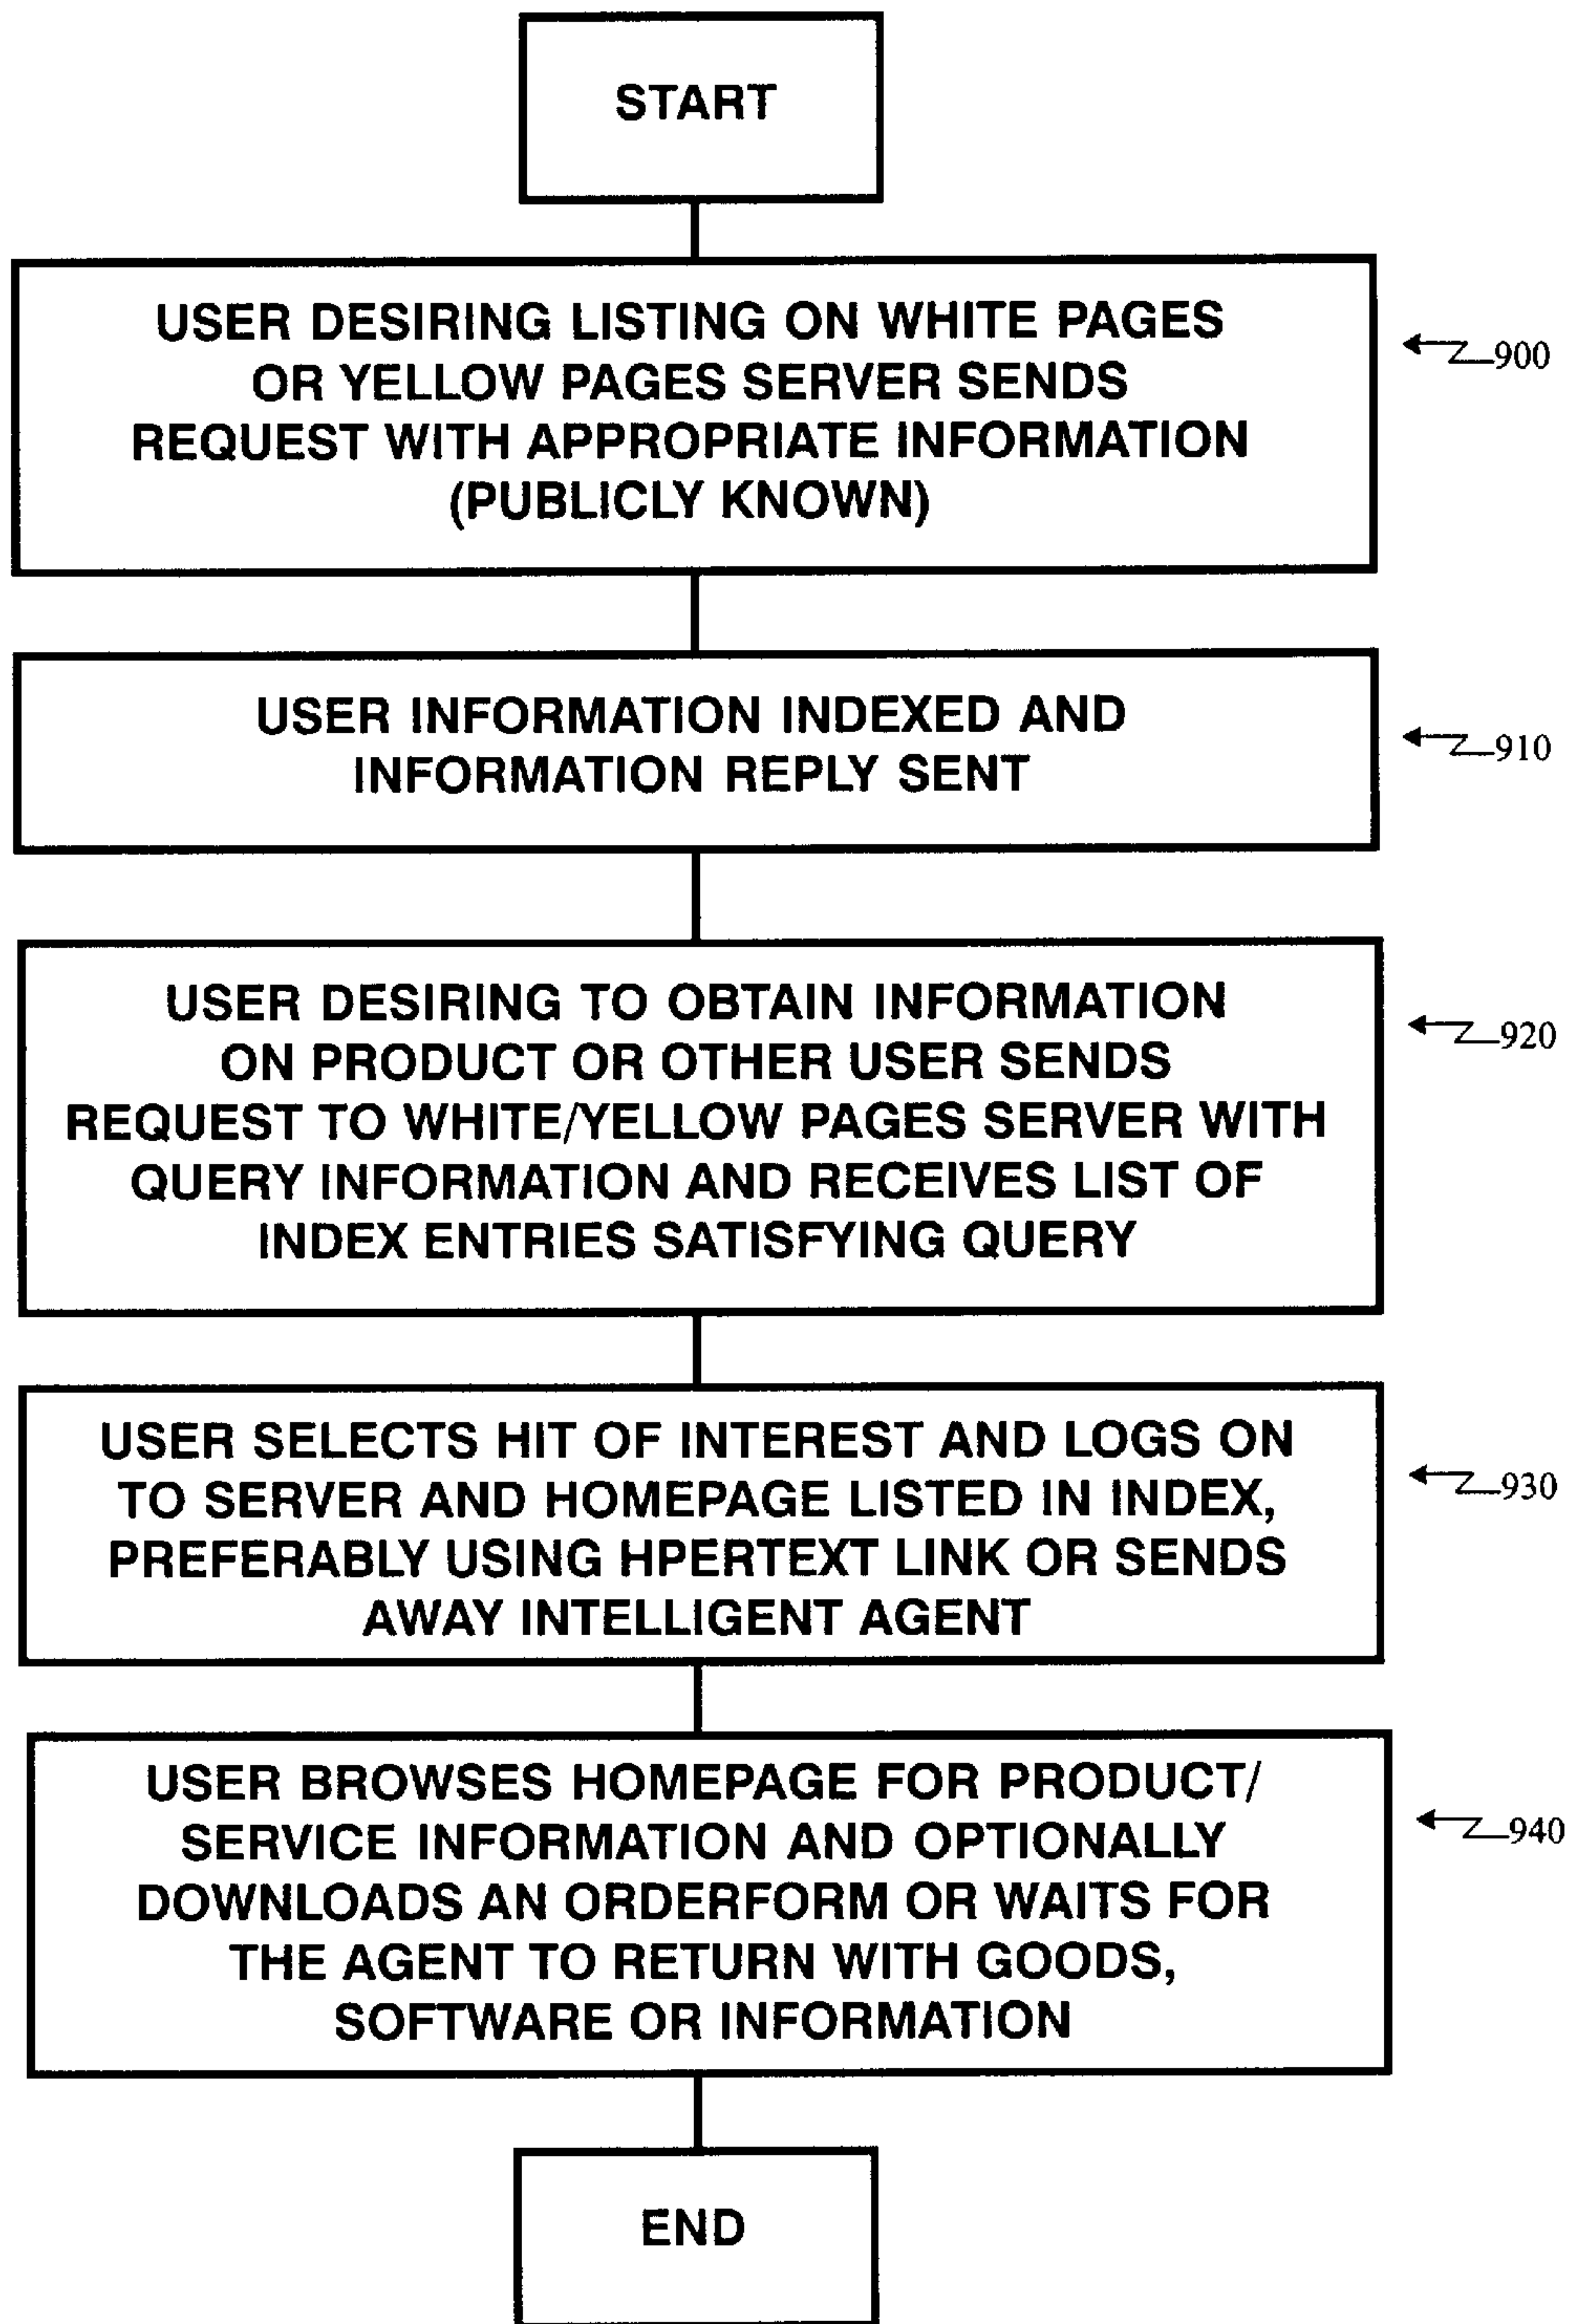 START
USER DESIRING LISTING ON WHITE PAGES
OR YELLOW PAGES SERVER SENDS
REQUEST WITH APPROPRIATE INFORMATION
(PUBLICLY KNOWN)
900
USER INFORMATION INDEXED AND
INFORMATION REPLY SENT
910
USER DESIRING TO OBTAIN INFORMATION
ON PRODUCT OR OTHER USER SENDS
REQUEST TO WHITE/YELLOW PAGES SERVER WITH
QUERY INFORMATION AND RECEIVES LIST OF
INDEX ENTRIES SATISFYING QUERY
920
USER SELECTS HIT OF INTEREST AND LOGS ON
TO SERVER AND HOMEPAGE LISTED IN INDEX,
PREFERABLY USING HPERTEXT LINK OR SENDS
AWAY INTELLIGENT AGENT
930
USER BROWSES HOMEPAGE FOR PRODUCT/
SERVICE INFORMATION AND OPTIONALLY
DOWNLOADS AN ORDERFORM OR WAITS FOR
THE AGENT TO RETURN WITH GOODS,
SOFTWARE OR INFORMATION
940
END